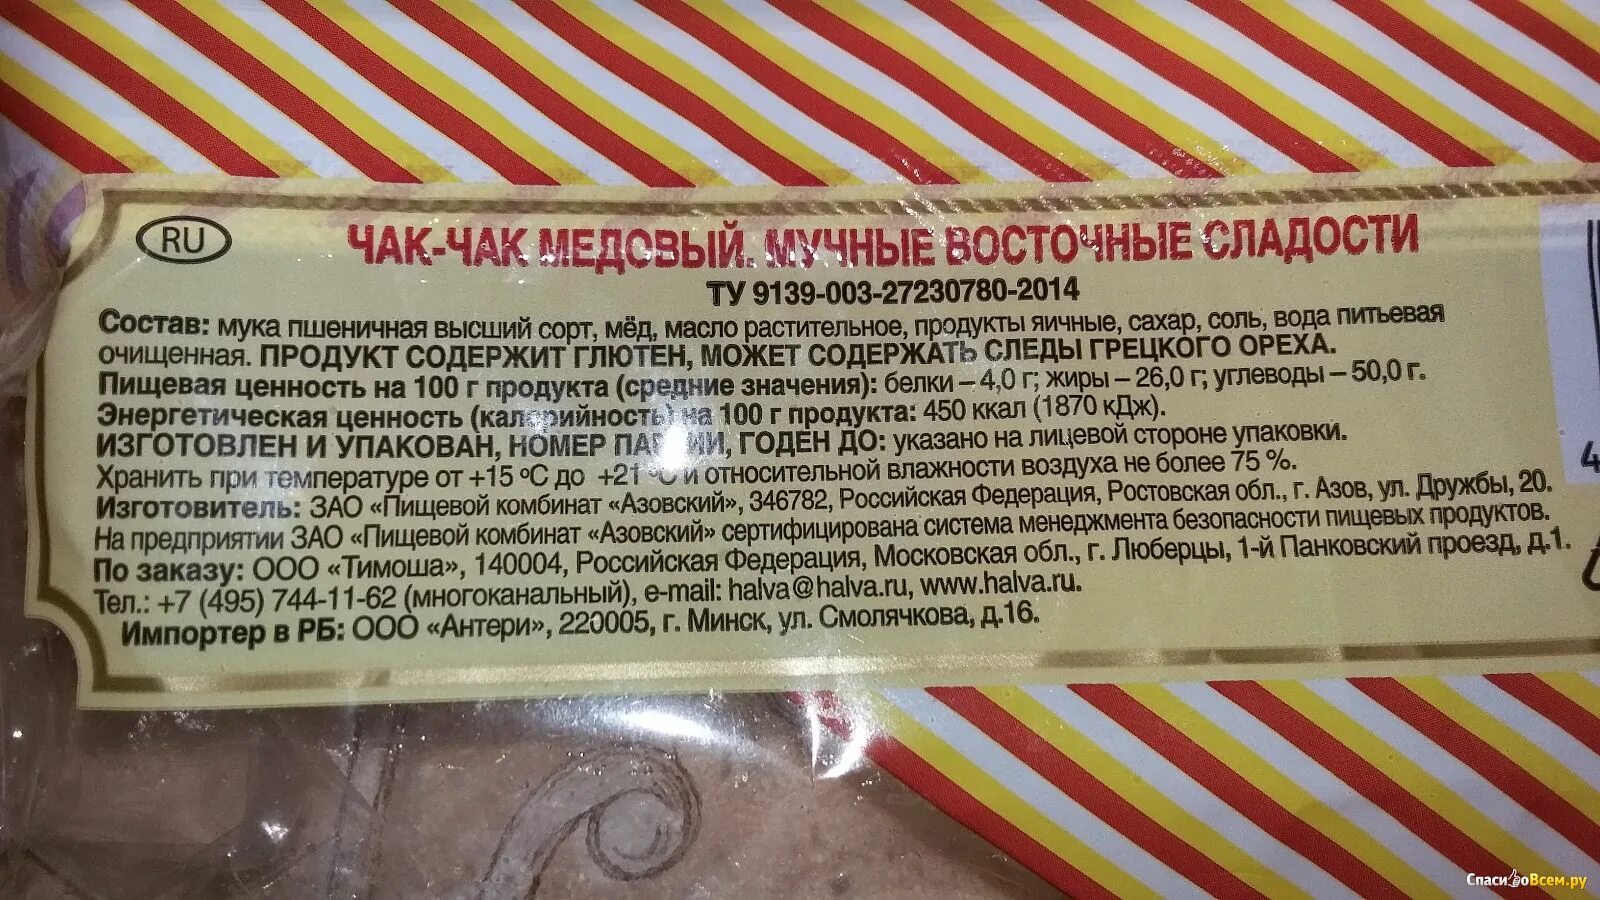 RU
ЧАК-ЧАК МЕДОВЫЙ. МУЧНЫЕ ВОСТОЧНЫЕ СЛАДОСТИ
ТУ 9139-003-27230780-2014
Состав: мука пшеничная высший сорт, мёд, масло растительное, продукты яичные, сахар, соль, вода питьевая
очищенная. ПРОДУКТ СОДЕРЖИТ ГЛЮТЕН, МОЖЕТ СОДЕРЖАТЬ СЛЕДЫ ГРЕЦКОГО ОРЕХА.
Пищевая ценность на 100 г продукта (средние значения): белки – 4,0 г; жиры – 26,0 г; углеводы – 50,0 г.
Энергетическая ценность (калорийность) на 100 г продукта: 450 ккал (1870 кДж).
ИЗГОТОВЛЕН И УПАКОВАН, НОМЕР ПАРТИИ, ГОДЕН ДО: указано на лицевой стороне упаковки.
Хранить при температуре от +15 °С до +21 °С и относительной влажности воздуха не более 75 %.
Изготовитель: ЗАО «Пищевой комбинат «Азовский», 346782, Российская Федерация, Ростовская обл., г. Азов, ул. Дружбы, 20.
На предприятии ЗАО «Пищевой комбинат «Азовский» сертифицирована система менеджмента безопасности пищевых продуктов.
По заказу: ООО «Тимоша», 140004, Российская Федерация, Московская обл., г. Люберцы, 1-й Панковский проезд, д.1.
Тел.: +7 (495) 744-11-62 (многоканальный), e-mail: halva@halva.ru, www.halva.ru.
Импортер в РБ: ООО «Антери», 220005, г. Минск, ул. Смолячкова, д.16.
4
СпасибоВсем.ру